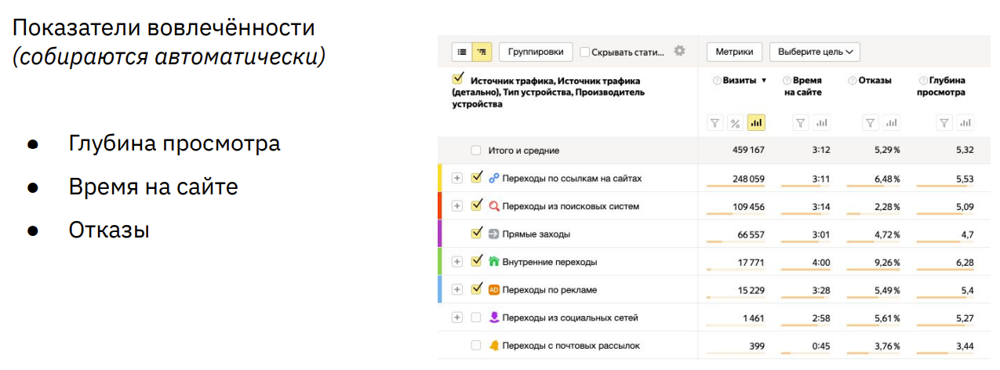 Показатели вовлечённости
(собираются автоматически)
● Глубина просмотра
● Время на сайте
● Отказы
Группировки Скрывать стати... Метрики Выберите цель
Источник трафика, Источник трафика
(детально), Тип устройства, Производитель
устройства
Визиты ▼ Время
на сайте Отказы Глубина
просмотра
%
Итого и средние 459 167 3:12 5,29 % 5,32
Переходы по ссылкам на сайтах 248 059 3:11 6,48 % 5,53
Переходы из поисковых систем 109 456 3:14 2,28 % 5,09
Прямые заходы 66 557 3:01 4,72 % 4,7
Внутренние переходы 17 771 4:00 9,26 % 6,28
AD Переходы по рекламе 15 229 3:28 5,49 % 5,4
Переходы из социальных сетей 1 461 2:58 5,61 % 5,27
Переходы с почтовых рассылок 399 0:45 3,76 % 3,44